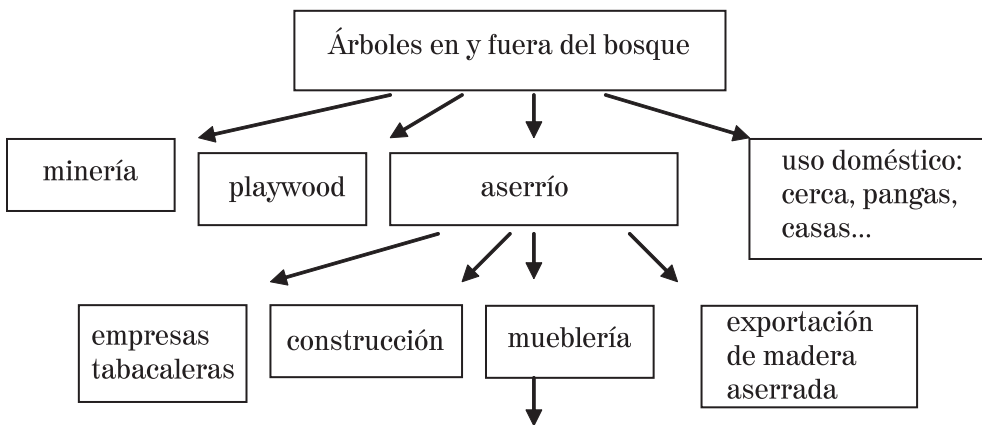 Árboles en y fuera del bosque
minería
playwood
aserrío
uso doméstico:
cerca, pangas,
casas...
empresas
tabacaleras
construcción
mueblería
exportación
de madera
aserrada